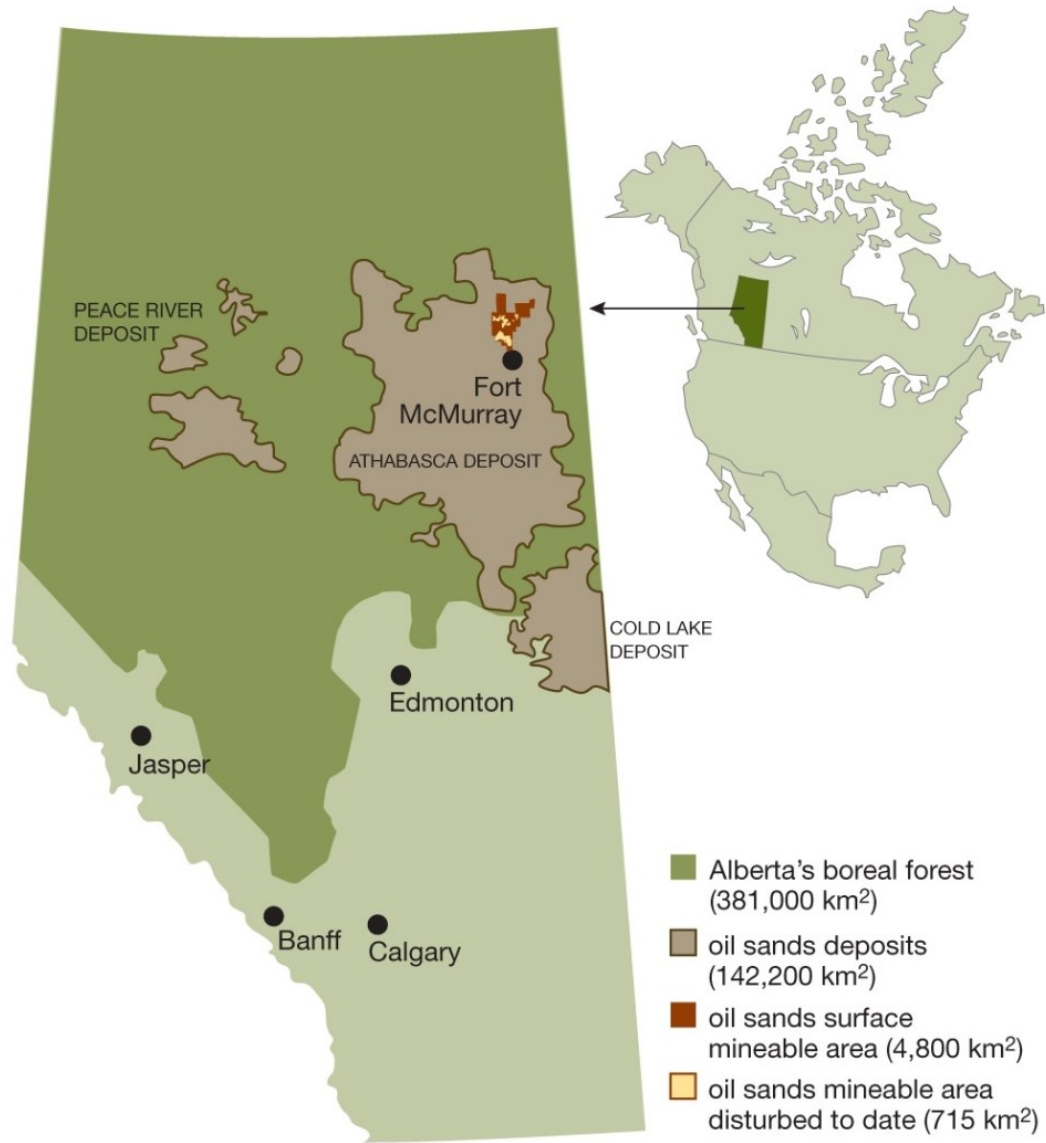 PEACE RIVER
DEPOSIT
Fort
McMurray
ATHABASCA DEPOSIT
COLD LAKE
DEPOSIT
Edmonton
Jasper
Banff
Calgary
Alberta’s boreal forest
(381,000 km²)
oil sands deposits
(142,200 km²)
oil sands surface
mineable area (4,800 km²)
oil sands mineable area
disturbed to date (715 km²)